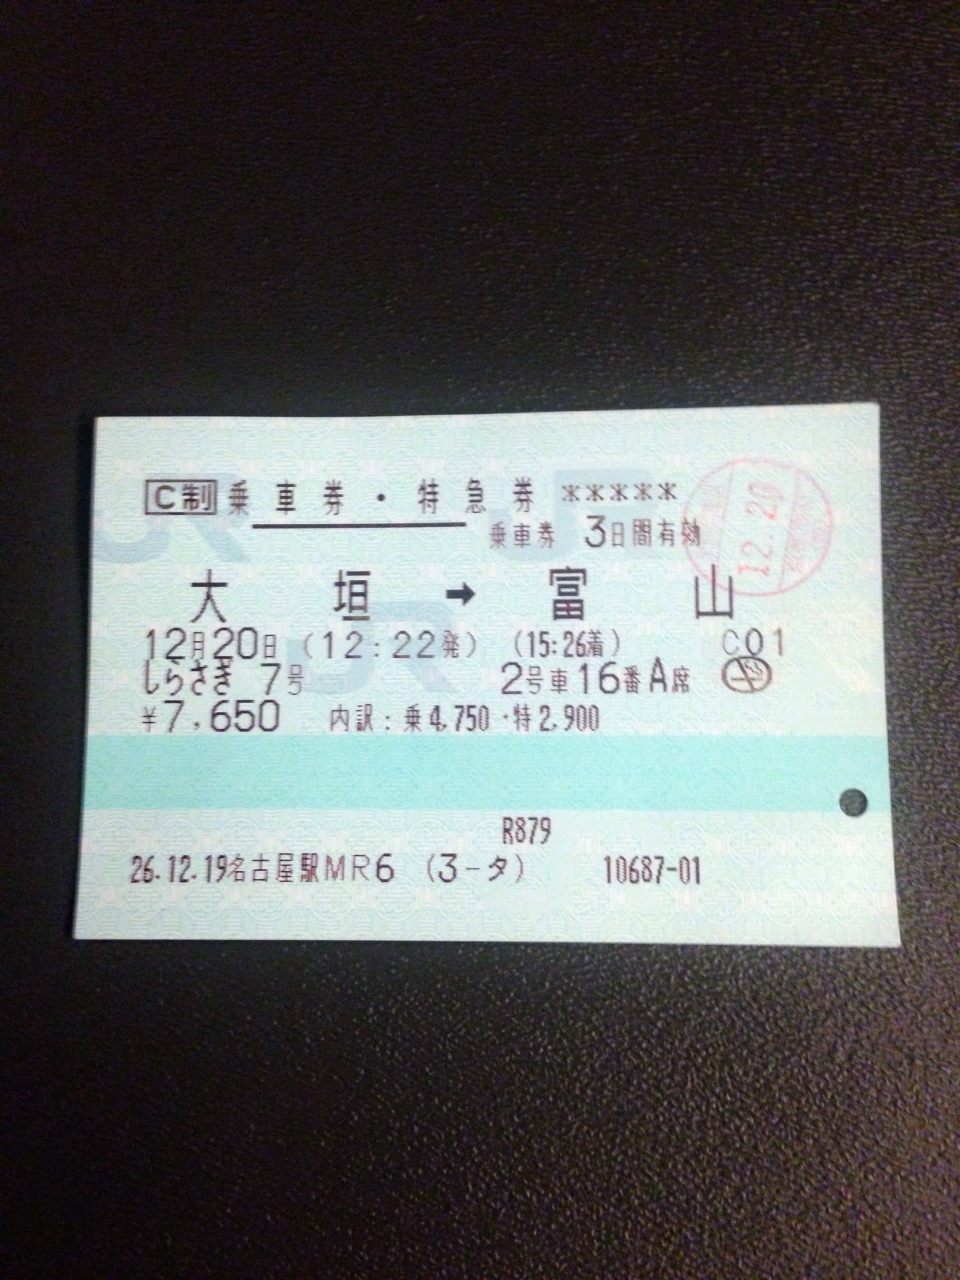 C制 乗車券・特急券 *****
乗車券 3日間有効
12.20
大垣 → 富山
12月20日 (12:22発) (15:26着) C01
しらさぎ 7号 2号車16番A席
¥7,650 内訳:乗4,750・特2,900
R879
26.12.19名古屋駅MR6 (3-タ) 10687-01